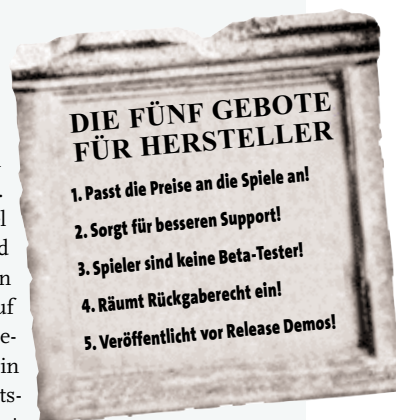 DIE FÜNF GEBOTE
FÜR HERSTELLER
1. Passt die Preise an die Spiele an!
2. Sorgt für besseren Support!
3. Spieler sind keine Beta-Tester!
4. Räumt Rückgaberecht ein!
5. Veröffentlicht vor Release Demos!